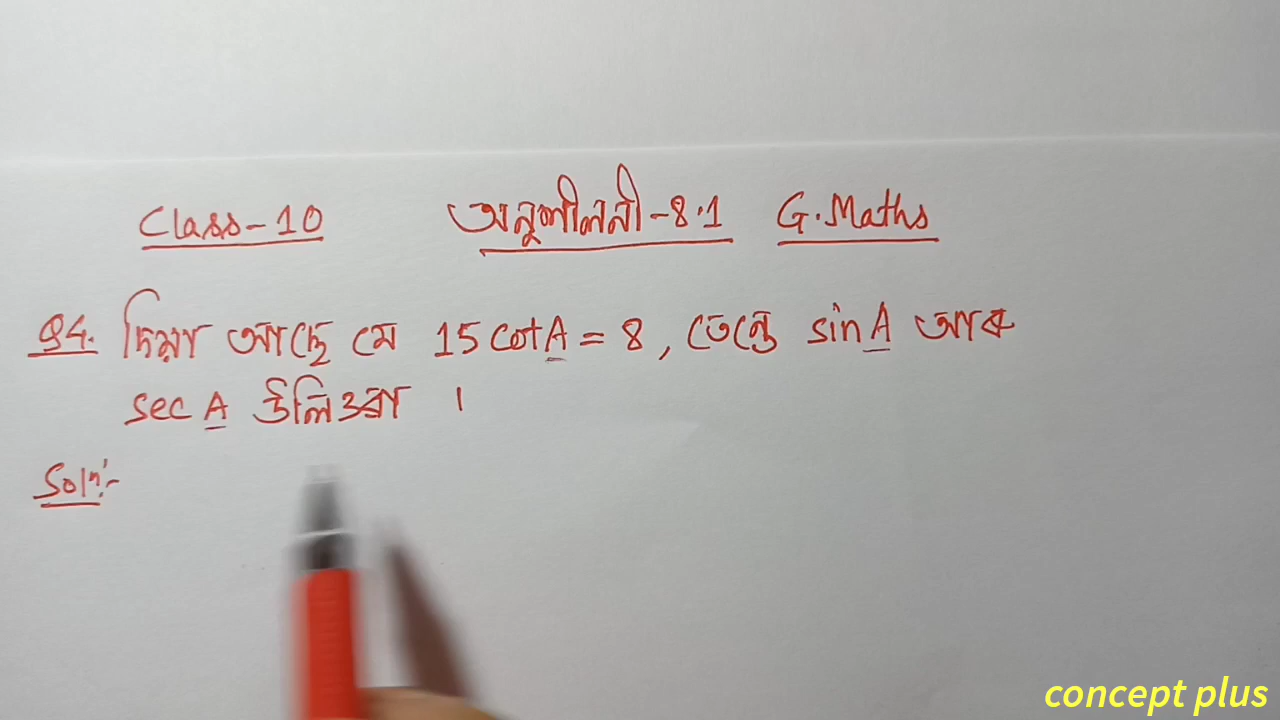 Class-10 অনুশীলনী-8.1 G.Maths
Q4. দিয়া আছে যে 15 cot A = 8, তেন্তে sin A আৰু
sec A উলিওৱা ।
Solⁿ:-
concept plus